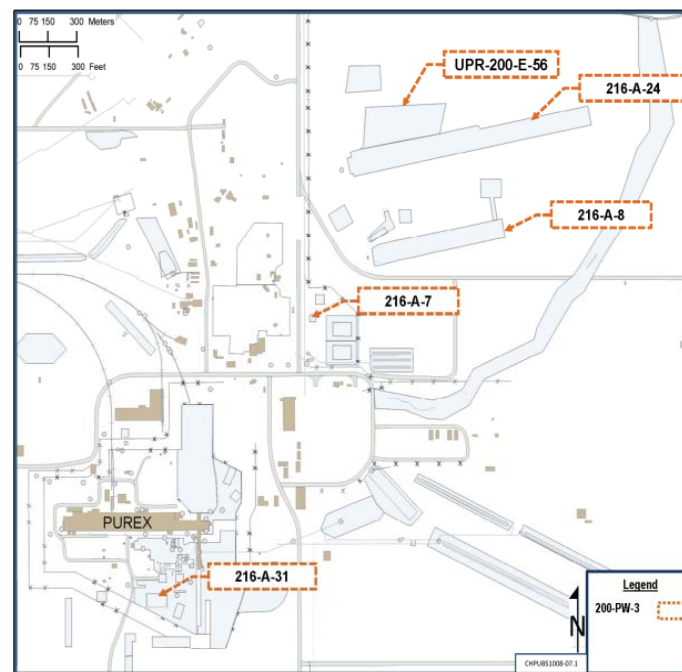 0 75 150 300 Meters
0 75 150 300 Feet
UPR-200-E-56
216-A-24
216-A-8
216-A-7
PUREX
216-A-31
Legend
200-PW-3
N
CHPUBS1008-07.1